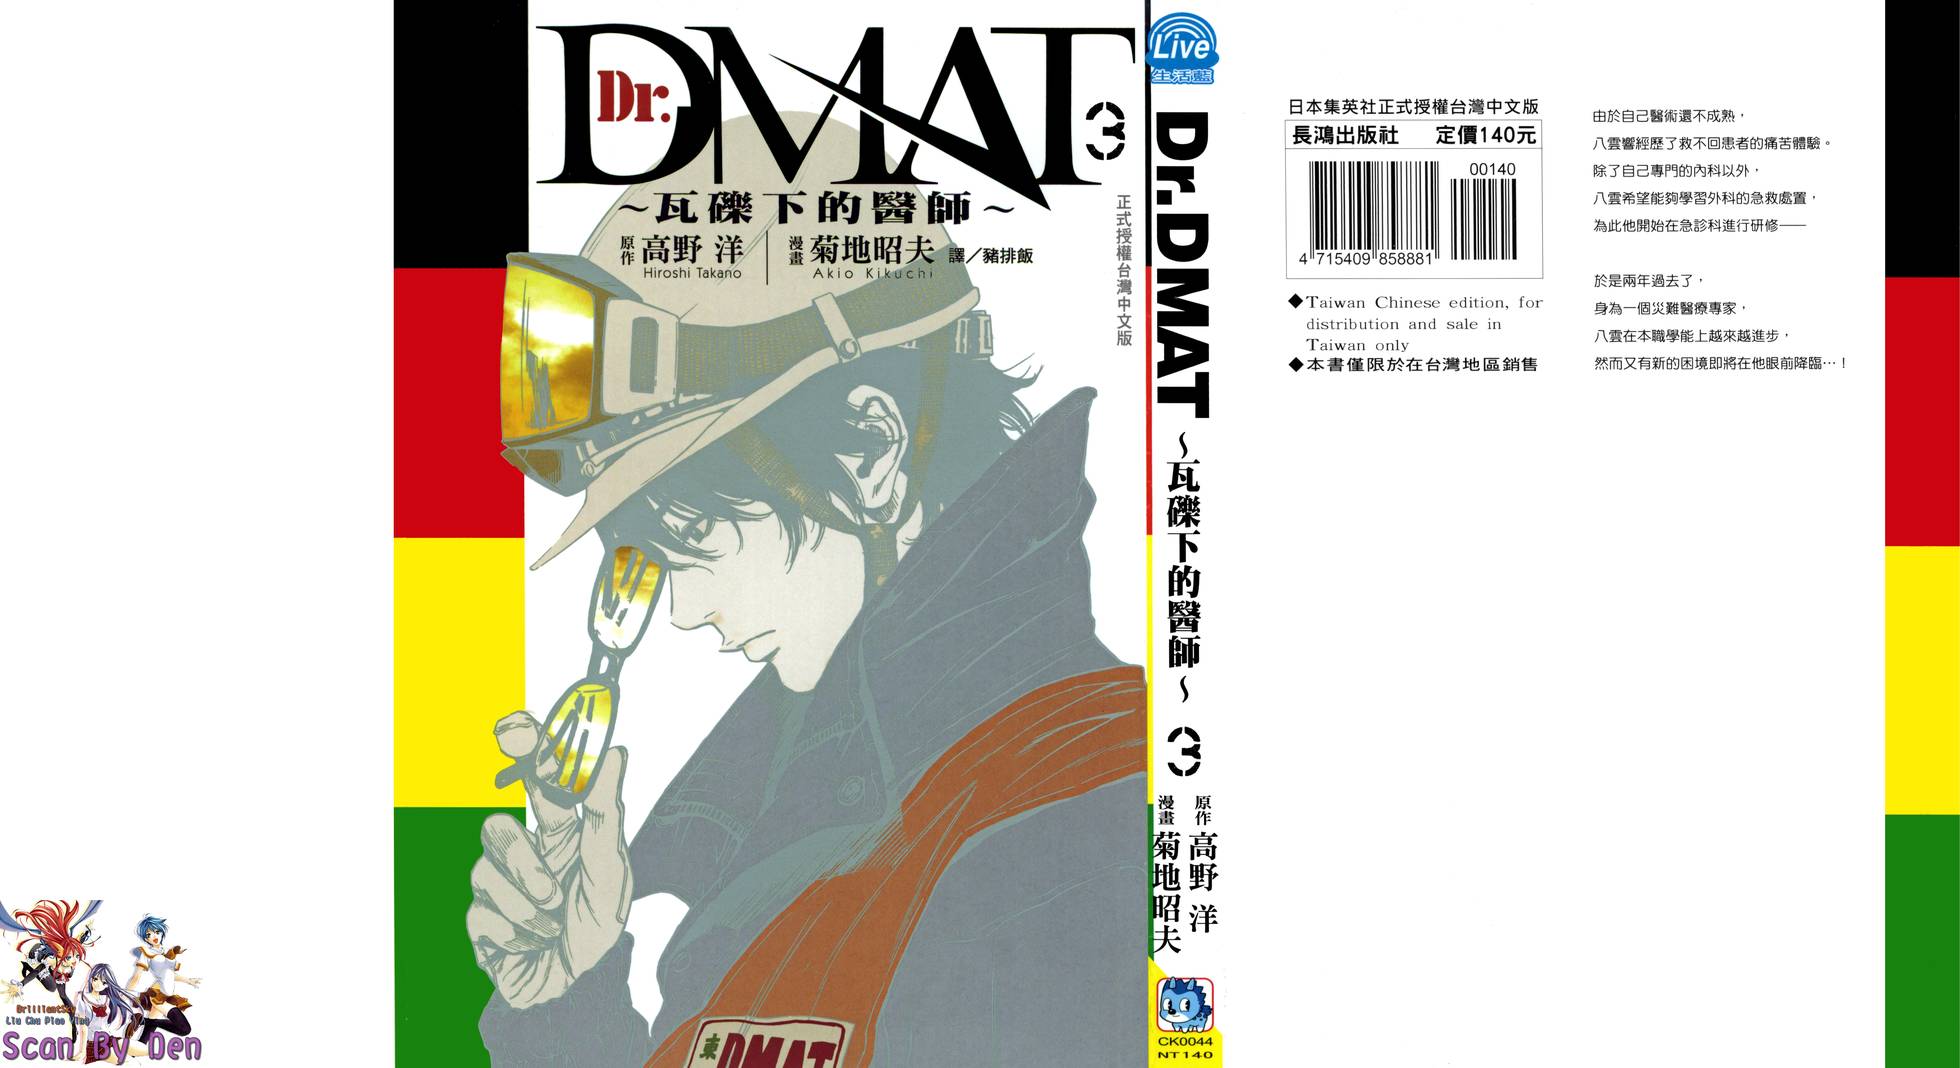 Dr. DMAT 3
～瓦礫下的醫師～
原作 高野 洋
Hiroshi Takano
漫畫 菊地昭夫
Akio Kikuchi
譯／豬排飯
正式授權台灣中文版
東 DMAT
Live
生活藍
Dr.DMAT
～瓦礫下的醫師～
3
原作 高野 洋
漫畫 菊地昭夫
CK0044
NT140
日本集英社正式授權台灣中文版
長鴻出版社 定價140元
00140
4 715409 858881
◆Taiwan Chinese edition, for
distribution and sale in
Taiwan only
◆本書僅限於在台灣地區銷售
由於自己醫術還不成熟，
八雲響經歷了救不回患者的痛苦體驗。
除了自己專門的內科以外，
八雲希望能夠學習外科的急救處置，
為此他開始在急診科進行研修──
於是兩年過去了，
身為一個災難醫療專家，
八雲在本職學能上越來越進步，
然而又有新的困境即將在他眼前降臨…！
Liu Chu Piao Ying
Scan By Den